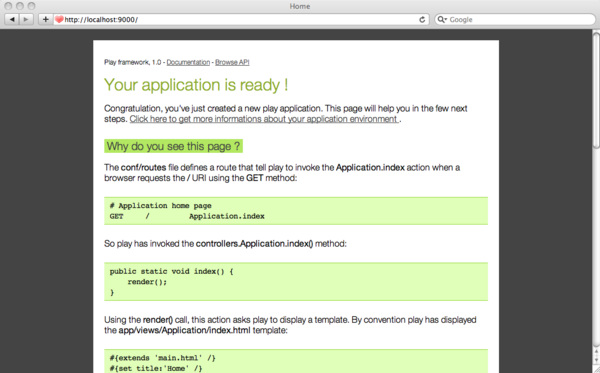 Home
http://localhost:9000/
Google
Play framework, 1.0 - Documentation - Browse API
Your application is ready !
Congratulation, you've just created a new play application. This page will help you in the few next
steps. Click here to get more informations about your application environment .
Why do you see this page ?
The conf/routes file defines a route that tell play to invoke the Application.index action when a
browser requests the / URI using the GET method:
# Application home page
GET / Application.index
So play has invoked the controllers.Application.index() method:
public static void index() {
render();
}
Using the render() call, this action asks play to display a template. By convention play has displayed
the app/views/Application/index.html template:
#{extends 'main.html' /}
#{set title:'Home' /}